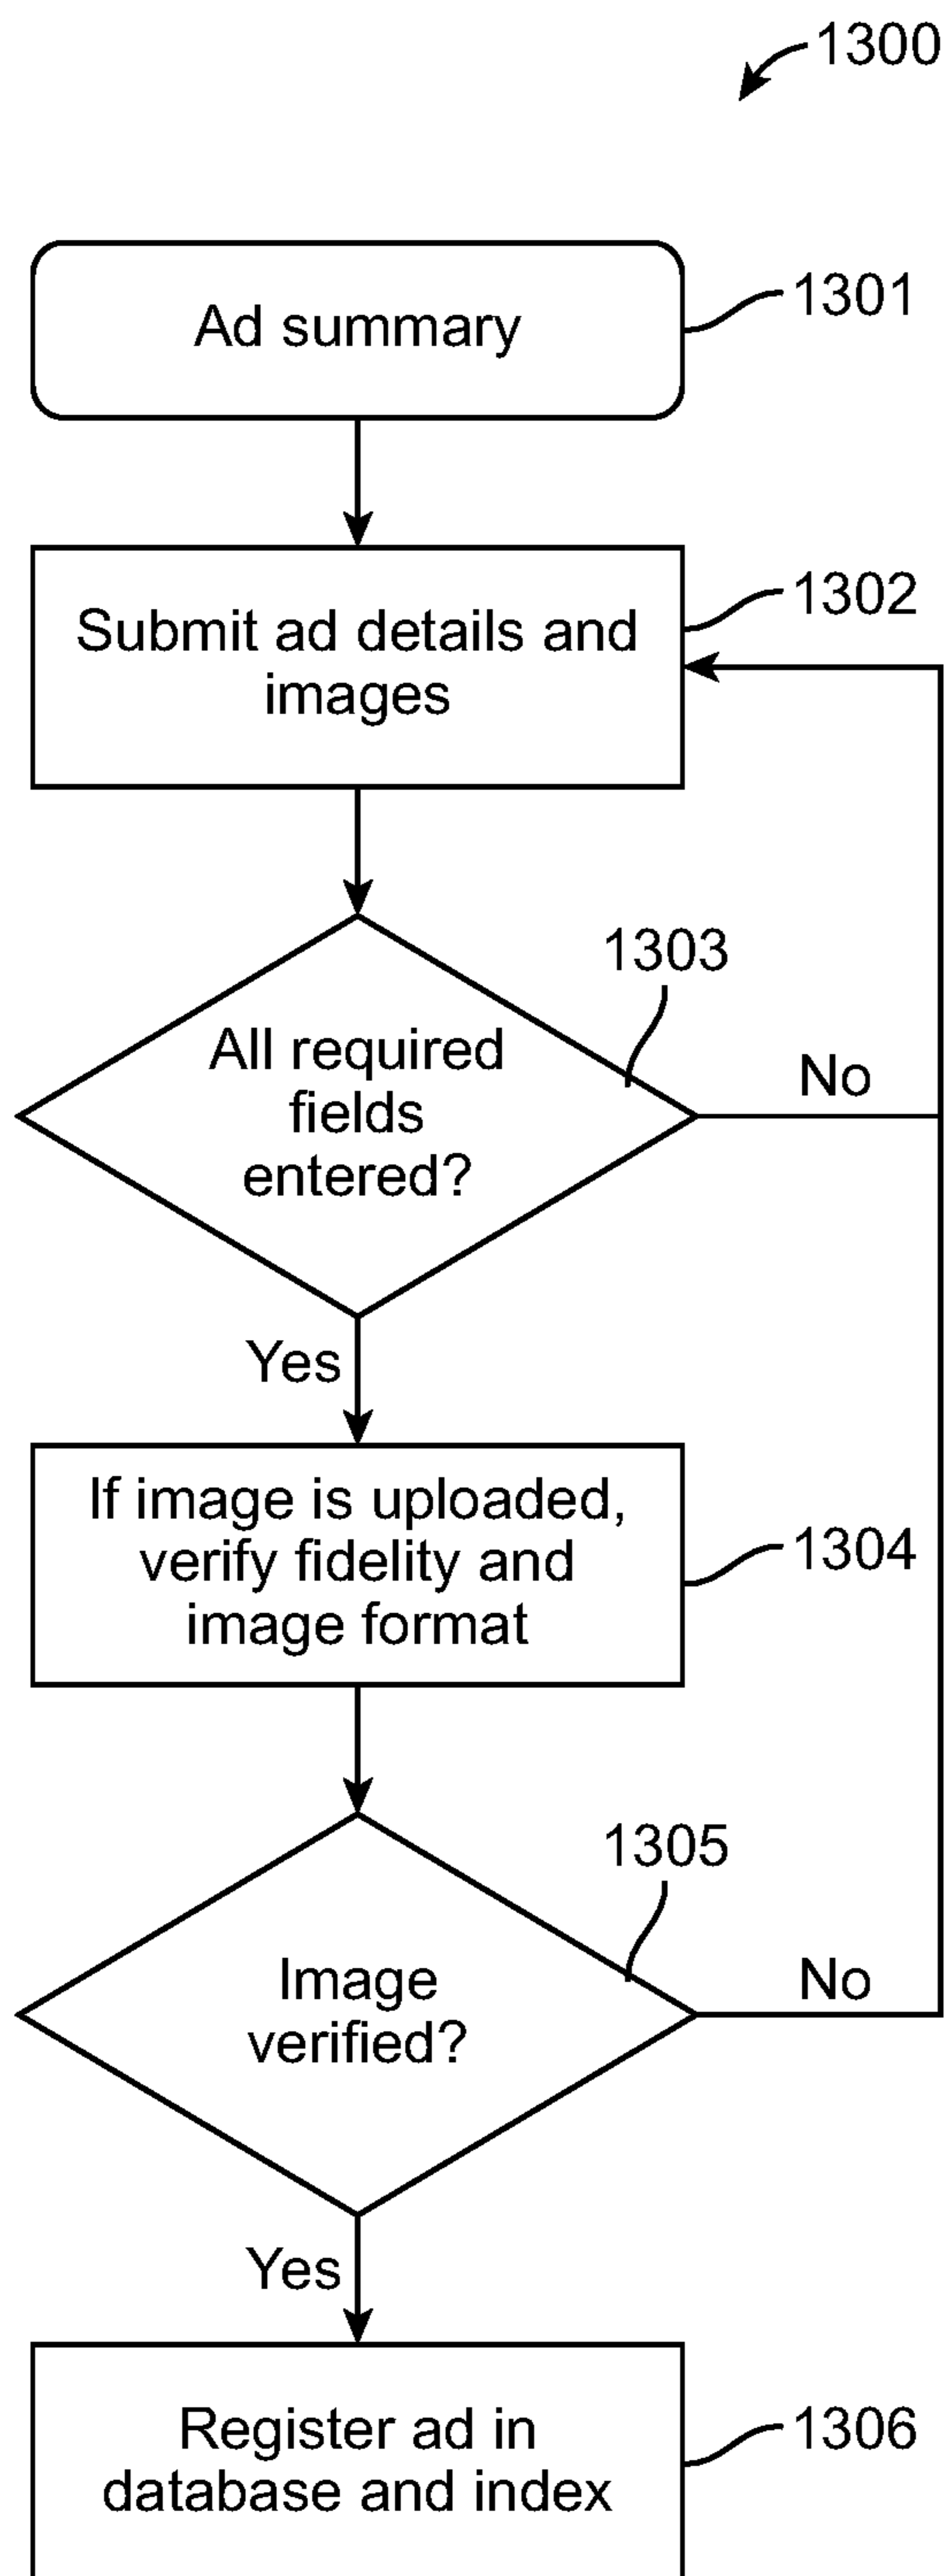 1300
Ad summary
1301
Submit ad details and
images
1302
1303
All required
fields
entered?
No
Yes
If image is uploaded,
verify fidelity and
image format
1304
1305
Image
verified?
No
Yes
Register ad in
database and index
1306